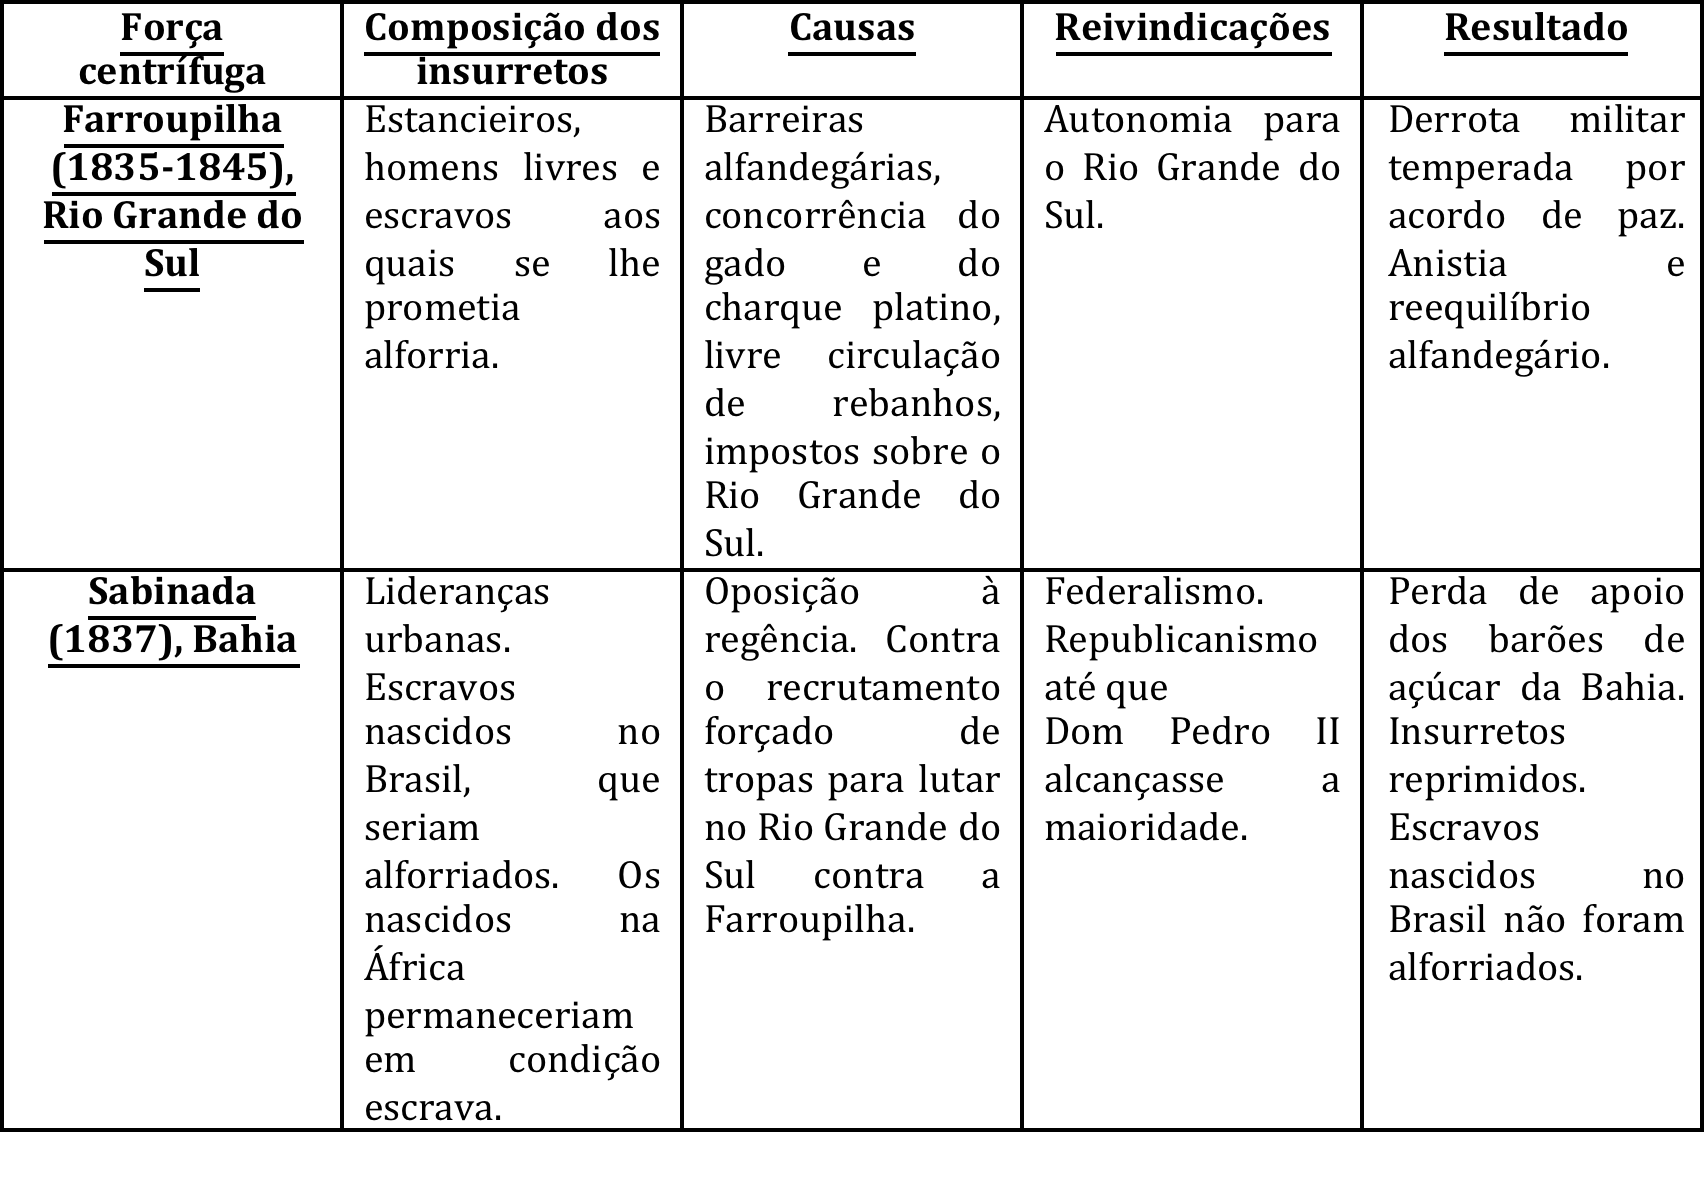 Força
centrífuga
Composição dos
insurretos
Causas
Reivindicações
Resultado
Farroupilha
(1835-1845),
Rio Grande do
Sul
Estancieiros,
homens livres e
escravos aos
quais se lhe
prometia
alforria.
Barreiras
alfandegárias,
concorrência do
gado e do
charque platino,
livre circulação
de rebanhos,
impostos sobre o
Rio Grande do
Sul.
Autonomia para
o Rio Grande do
Sul.
Derrota militar
temperada por
acordo de paz.
Anistia e
reequilíbrio
alfandegário.
Sabinada
(1837), Bahia
Lideranças
urbanas.
Escravos
nascidos no
Brasil, que
seriam
alforriados. Os
nascidos na
África
permaneceriam
em condição
escrava.
Oposição à
regência. Contra
o recrutamento
forçado de
tropas para lutar
no Rio Grande do
Sul contra a
Farroupilha.
Federalismo.
Republicanismo
até que
Dom Pedro II
alcançasse a
maioridade.
Perda de apoio
dos barões de
açúcar da Bahia.
Insurretos
reprimidos.
Escravos
nascidos no
Brasil não foram
alforriados.